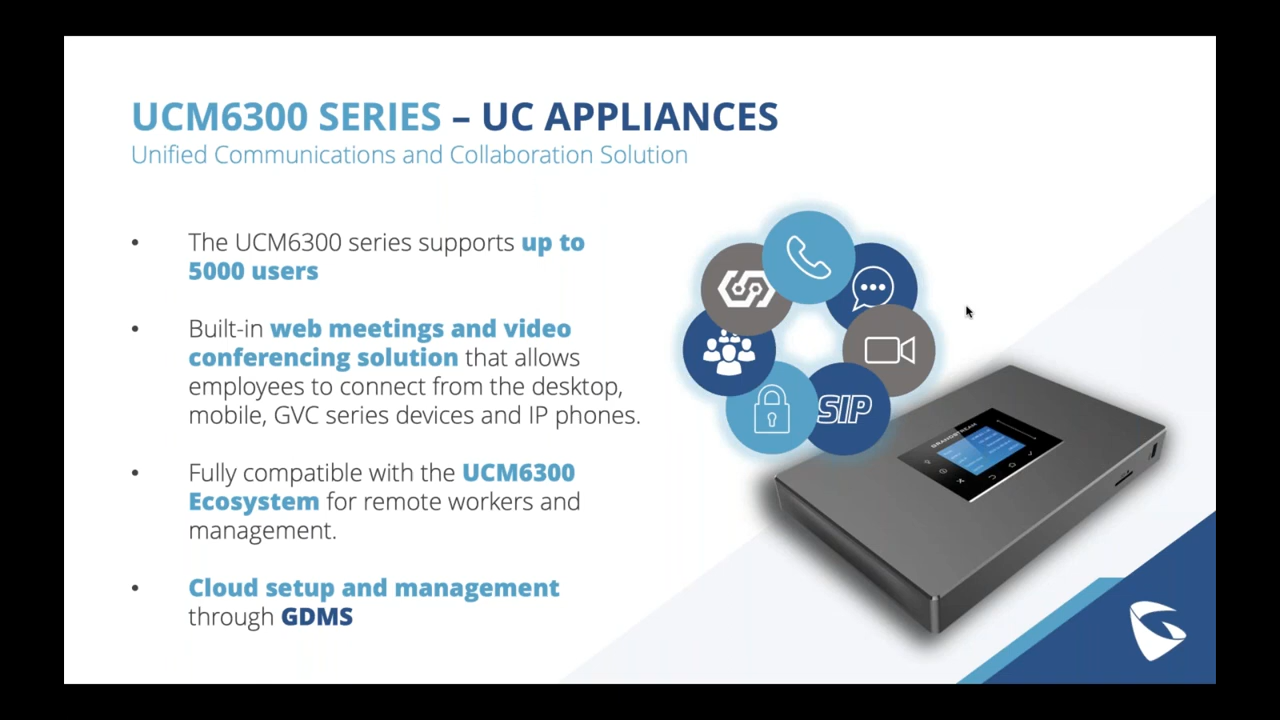 UCM6300 SERIES – UC APPLIANCES
Unified Communications and Collaboration Solution
• The UCM6300 series supports up to
5000 users
• Built-in web meetings and video
conferencing solution that allows
employees to connect from the desktop,
mobile, GVC series devices and IP phones.
• Fully compatible with the UCM6300
Ecosystem for remote workers and
management.
• Cloud setup and management
through GDMS
SIP
GRANDSTREAM